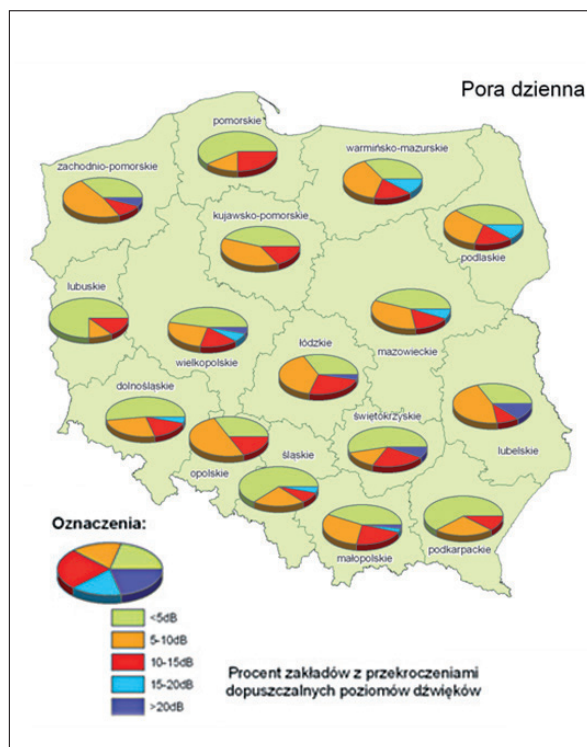 Pora dzienna
pomorskie
warmińsko-mazurskie
zachodnio-pomorskie
kujawsko-pomorskie
podlaskie
lubuskie
wielkopolskie
łódzkie
mazowieckie
dolnośląskie
świętokrzyskie
lubelskie
śląskie
opolskie
małopolskie
podkarpackie
Oznaczenia:
<5dB
5-10dB
10-15dB
15-20dB
>20dB
Procent zakładów z przekroczeniami
dopuszczalnych poziomów dźwięków